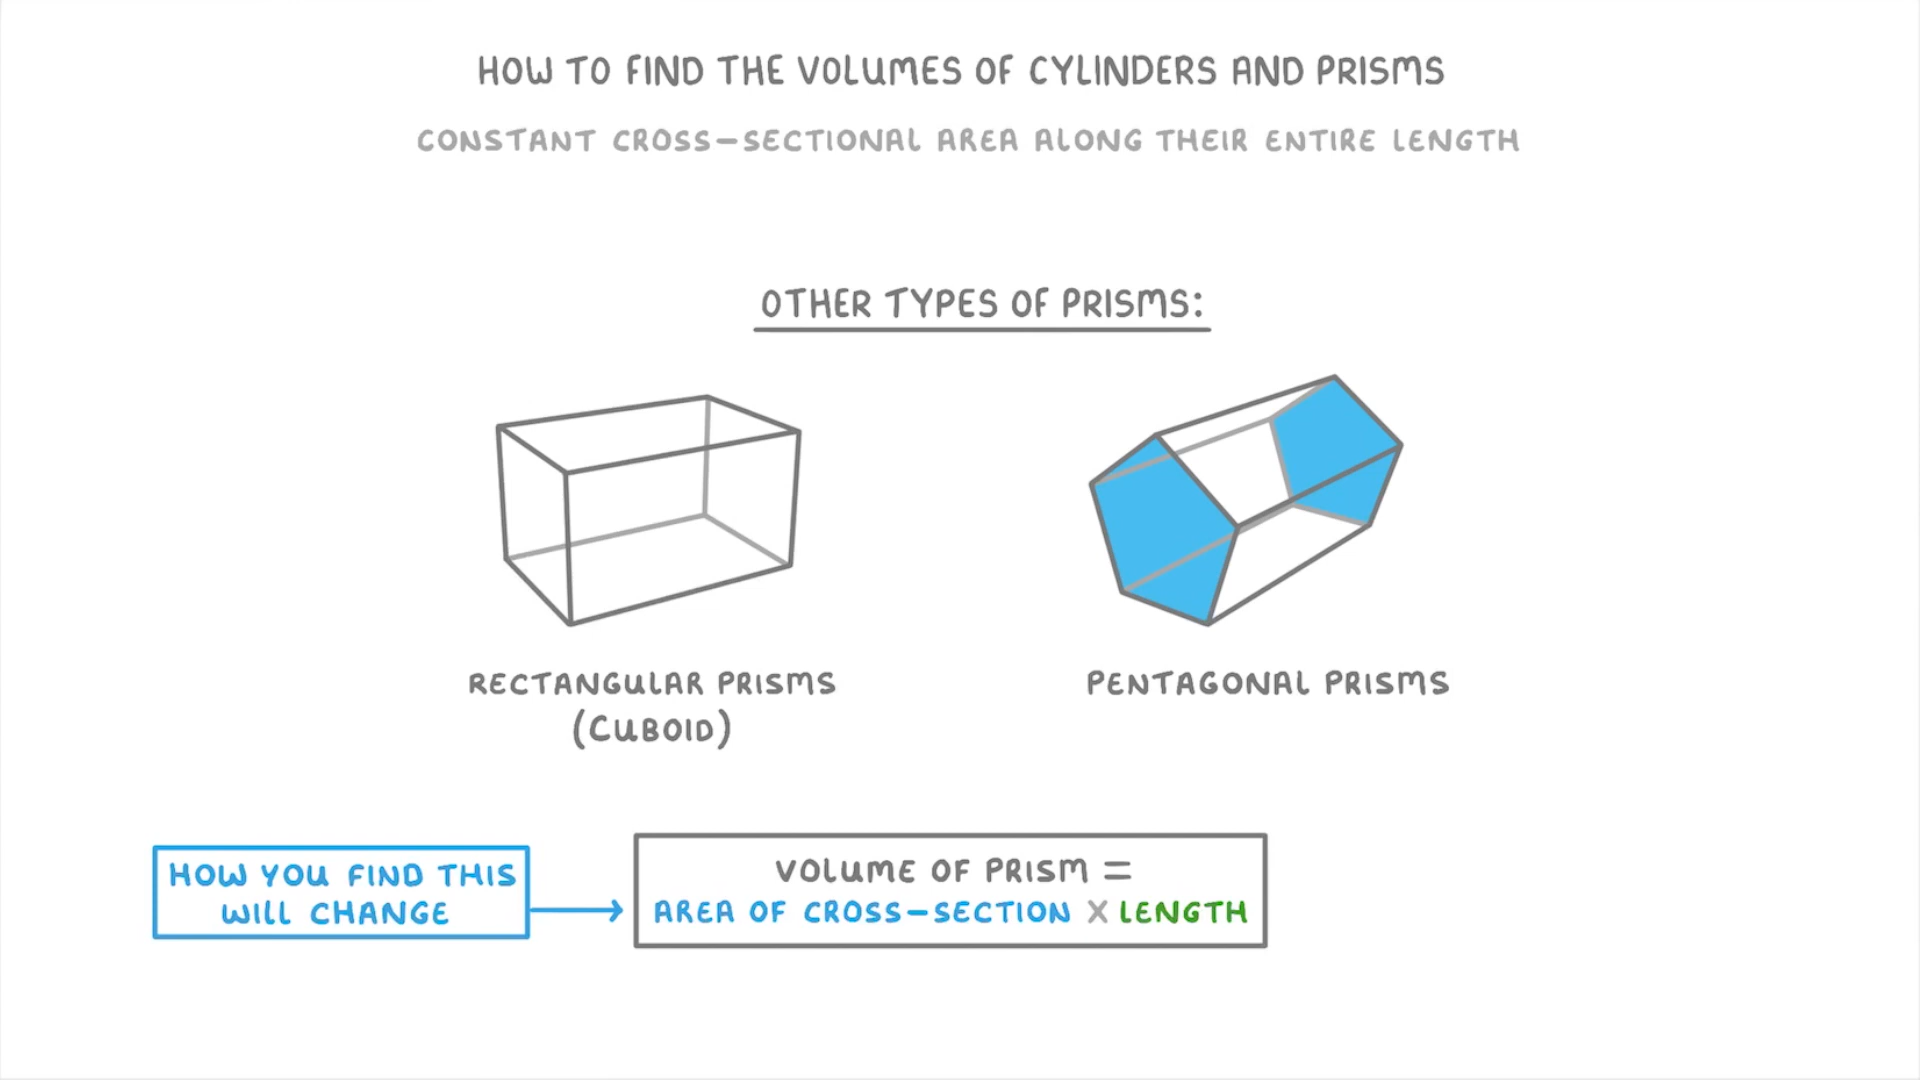 HOW TO FIND THE VOLUMES OF CYLINDERS AND PRISMS
CONSTANT CROSS-SECTIONAL AREA ALONG THEIR ENTIRE LENGTH
OTHER TYPES OF PRISMS:
RECTANGULAR PRISMS
(CUBOID)
PENTAGONAL PRISMS
HOW YOU FIND THIS
WILL CHANGE
VOLUME OF PRISM =
AREA OF CROSS-SECTION X LENGTH